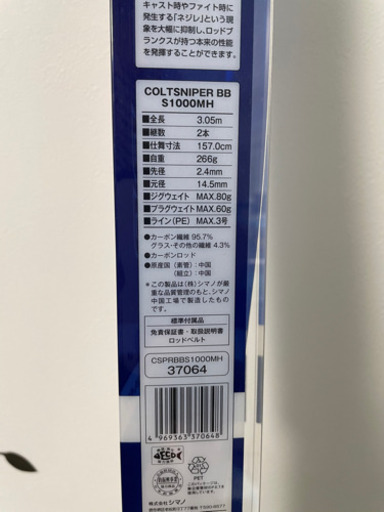 キャスト時やファイト時に
発生する「ネジレ」という現
象を大幅に抑制し、ロッドブ
ランクスが持つ本来の性能
を発揮することができます。
COLTSNIPER BB
S1000MH
■全長 3.05m
■継数 2本
■仕舞寸法 157.0cm
■自重 266g
■先径 2.4mm
■元径 14.5mm
■ジグウェイト MAX.80g
■プラグウェイト MAX.60g
■ライン(PE) MAX.3号
●カーボン繊維 95.7%
グラス・その他の繊維 4.3%
●カーボンロッド
●原産国(素管):中国
(組立):中国
*この製品は(株)シマノが厳
重な品質管理のもと、シマノ
中国工場で製造したもので
す。
標準付属品
免責保証書・取扱説明書
ロッドベルト
CSPRBBS1000MH
37064
4 969363 370648
PET
株式会社シマノ